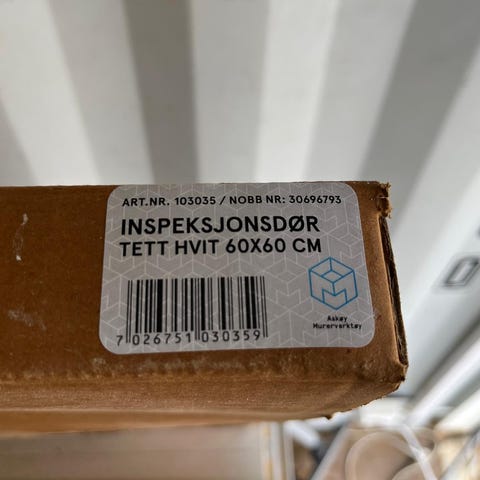 ART.NR. 103035 / NOBB NR: 30696793
INSPEKSJONSDØR
TETT HVIT 60X60 CM
7 026751 030359
Askøy
Murerverktøy